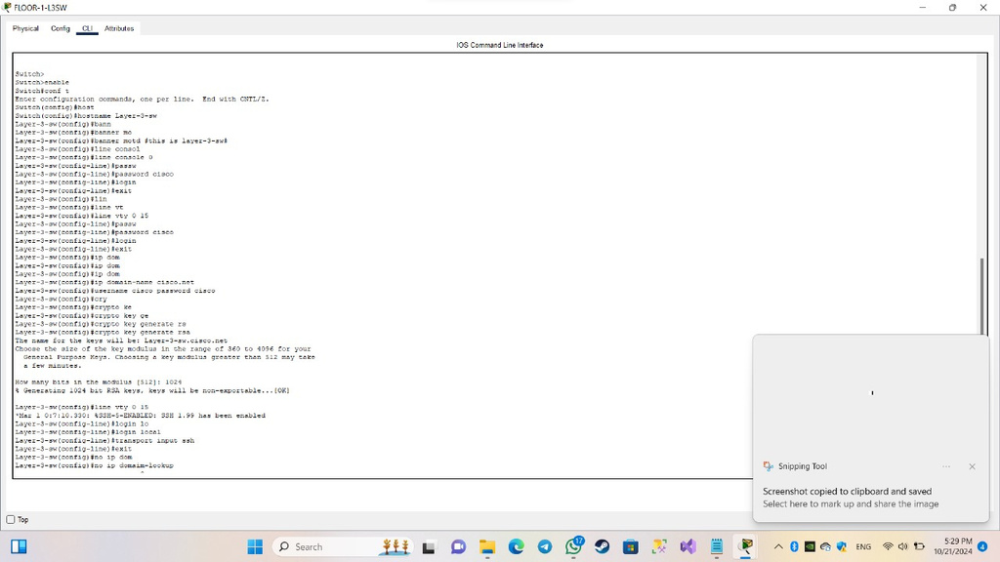 FLOOR-1-L3SW
Physical Config CLI Attributes
IOS Command Line Interface
Switch>
Switch>enable
Switch#conf t
Enter configuration commands, one per line. End with CNTL/Z.
Switch(config)#host
Switch(config)#hostname Layer-3-sw
Layer-3-sw(config)#bann
Layer-3-sw(config)#banner mo
Layer-3-sw(config)#banner motd #this is layer-3-sw#
Layer-3-sw(config)#line consol
Layer-3-sw(config)#line console 0
Layer-3-sw(config-line)#passw
Layer-3-sw(config-line)#password cisco
Layer-3-sw(config-line)#login
Layer-3-sw(config-line)#exit
Layer-3-sw(config)#lin
Layer-3-sw(config)#line vt
Layer-3-sw(config)#line vty 0 15
Layer-3-sw(config-line)#passw
Layer-3-sw(config-line)#password cisco
Layer-3-sw(config-line)#login
Layer-3-sw(config-line)#exit
Layer-3-sw(config)#ip dom
Layer-3-sw(config)#ip dom
Layer-3-sw(config)#ip dom
Layer-3-sw(config)#ip domain-name cisco.net
Layer-3-sw(config)#username cisco password cisco
Layer-3-sw(config)#cry
Layer-3-sw(config)#crypto ke
Layer-3-sw(config)#crypto key ge
Layer-3-sw(config)#crypto key generate rs
Layer-3-sw(config)#crypto key generate rsa
The name for the keys will be: Layer-3-sw.cisco.net
Choose the size of the key modulus in the range of 360 to 4096 for your
General Purpose Keys. Choosing a key modulus greater than 512 may take
a few minutes.
How many bits in the modulus [512]: 1024
% Generating 1024 bit RSA keys, keys will be non-exportable...[OK]
Layer-3-sw(config)#line vty 0 15
*Mar 1 0:7:10.330: %SSH-5-ENABLED: SSH 1.99 has been enabled
Layer-3-sw(config-line)#login lo
Layer-3-sw(config-line)#login local
Layer-3-sw(config-line)#transport input ssh
Layer-3-sw(config-line)#exit
Layer-3-sw(config)#no ip dom
Layer-3-sw(config)#no ip domaim-lookup
^
Snipping Tool
Screenshot copied to clipboard and saved
Select here to mark up and share the image
Top
Search
17
ENG
5:29 PM
10/21/2024
4